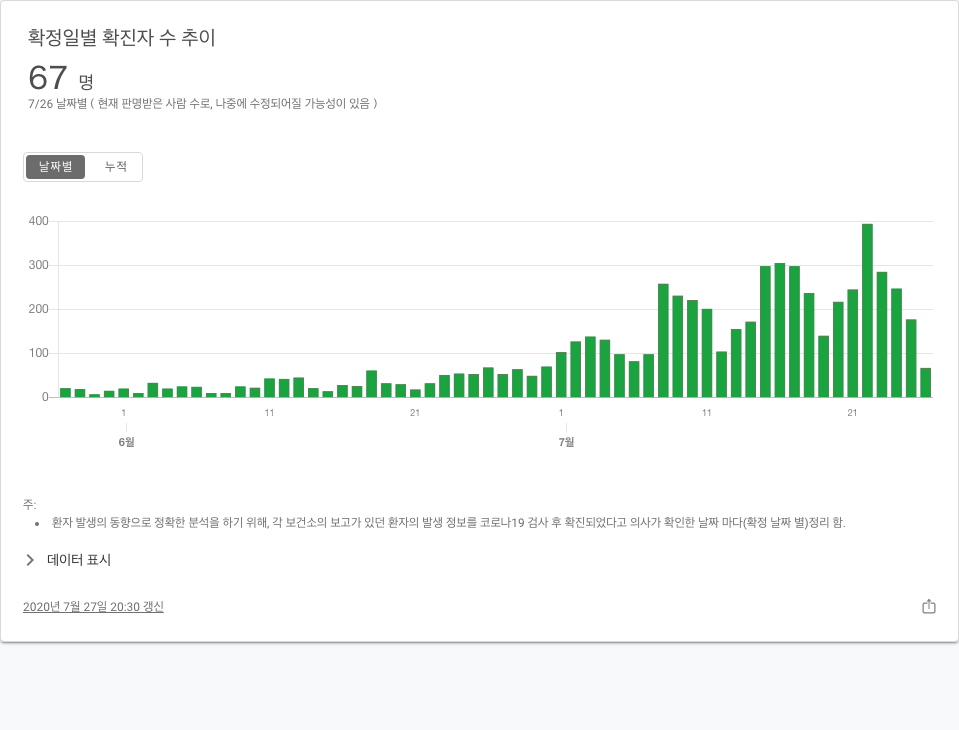 확정일별 확진자 수 추이
67 명
7/26 날짜별 ( 현재 판명받은 사람 수로, 나중에 수정되어질 가능성이 있음 )
날짜별 누적
400
300
200
100
0
1 11 21 1 11 21
6월 7월
주:
• 환자 발생의 동향으로 정확한 분석을 하기 위해, 각 보건소의 보고가 있던 환자의 발생 정보를 코로나19 검사 후 확진되었다고 의사가 확인한 날짜 마다(확정 날짜 별)정리 함.
데이터 표시
2020년 7월 27일 20:30 갱신